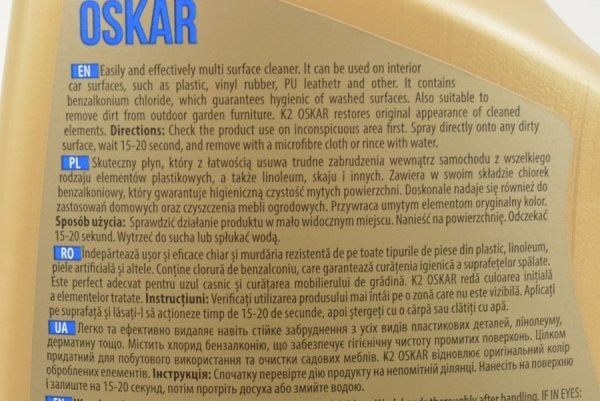 OSKAR
EN Easily and effectively multi surface cleaner. It can be used on interior
car surfaces, such as plastic, vinyl rubber, PU leathetr and other. It contains
benzalkonium chloride, which guarantees hygienic of washed surfaces. Also suitable to
remove dirt from outdoor garden furniture. K2 OSKAR restores original appearance of cleaned
elements. Directions: Check the product use on inconspicuous area first. Spray directly onto any dirty
surface, wait 15-20 seconds, and remove with a microfibre cloth or rince with water.
PL Skuteczny płyn, który z łatwością usuwa trudne zabrudzenia wewnątrz samochodu z wszelkiego
rodzaju elementów plastikowych, a także linoleum, skaju i innych. Zawiera w swoim składzie chlorek
benzalkoniowy, który gwarantuje higieniczną czystość mytych powierzchni. Doskonale nadaje się również do
zastosowań domowych oraz czyszczenia mebli ogrodowych. Przywraca umytym elementom oryginalny kolor.
Sposób użycia: Sprawdzić działanie produktu w mało widocznym miejscu. Nanieść na powierzchnię. Odczekać
15-20 sekund. Wytrzeć do sucha lub spłukać wodą.
RO Îndepărtează ușor și eficace chiar și murdăria rezistentă de pe toate tipurile de piese din plastic, linoleum,
piele artificială și altele. Conține clorură de benzalconiu, care garantează curățenia igienică a suprafețelor spălate.
Este perfect adecvat pentru uzul casnic și curățarea mobilierului de grădină. K2 OSKAR redă culoarea inițială
a elementelor tratate. Instrucțiuni: Verificați utilizarea produsului mai întâi pe o zonă care nu este vizibilă. Aplicați
pe suprafață și lăsați-l să acționeze timp de 15-20 de secunde, apoi ștergeți cu o cârpă sau clătiți cu apă.
UA Легко та ефективно видаляє навіть стійке забруднення з усіх видів пластикових деталей, лінолеуму,
дерматину тощо. Містить хлорид бензалконію, що забезпечує гігієнічну чистоту промитих поверхонь. Цілком
придатний для побутового використання та очистки садових меблів. K2 OSKAR відновлює оригінальний колір
оброблених елементів. Інструкція: Спочатку перевірте дію продукту на непомітній ділянці. Нанесіть на поверхню
і залиште на 15-20 секунд, потім протріть досуха або змийте водою.
EN hands thoroughly after handling. IF IN EYES: